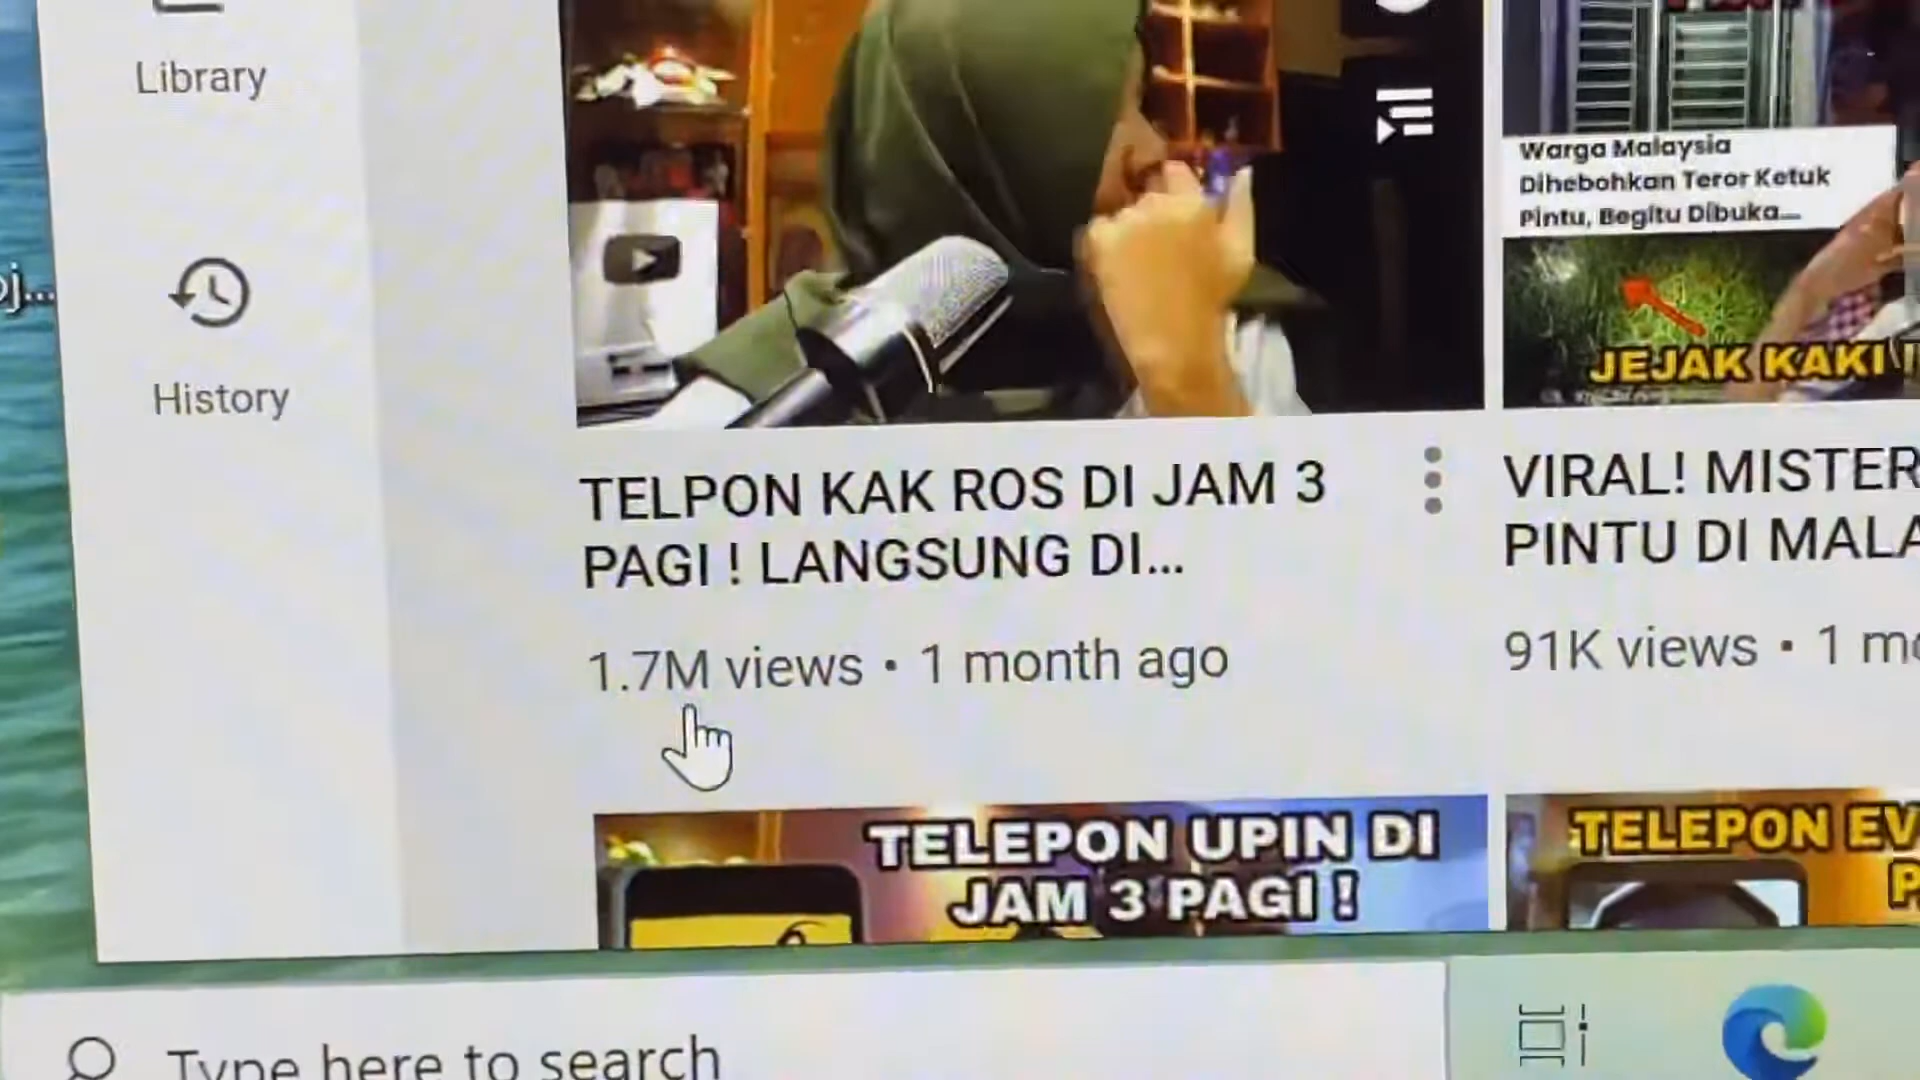 Library
History
Warga Malaysia
Dihebohkan Teror Ketuk
Pintu, Begitu Dibuka...
JEJAK KAKI
TELPON KAK ROS DI JAM 3
PAGI ! LANGSUNG DI...
1.7M views • 1 month ago
VIRAL! MISTER
PINTU DI MALA
91K views • 1 mo
TELEPON UPIN DI
JAM 3 PAGI !
TELEPON EV
P
Type here to search